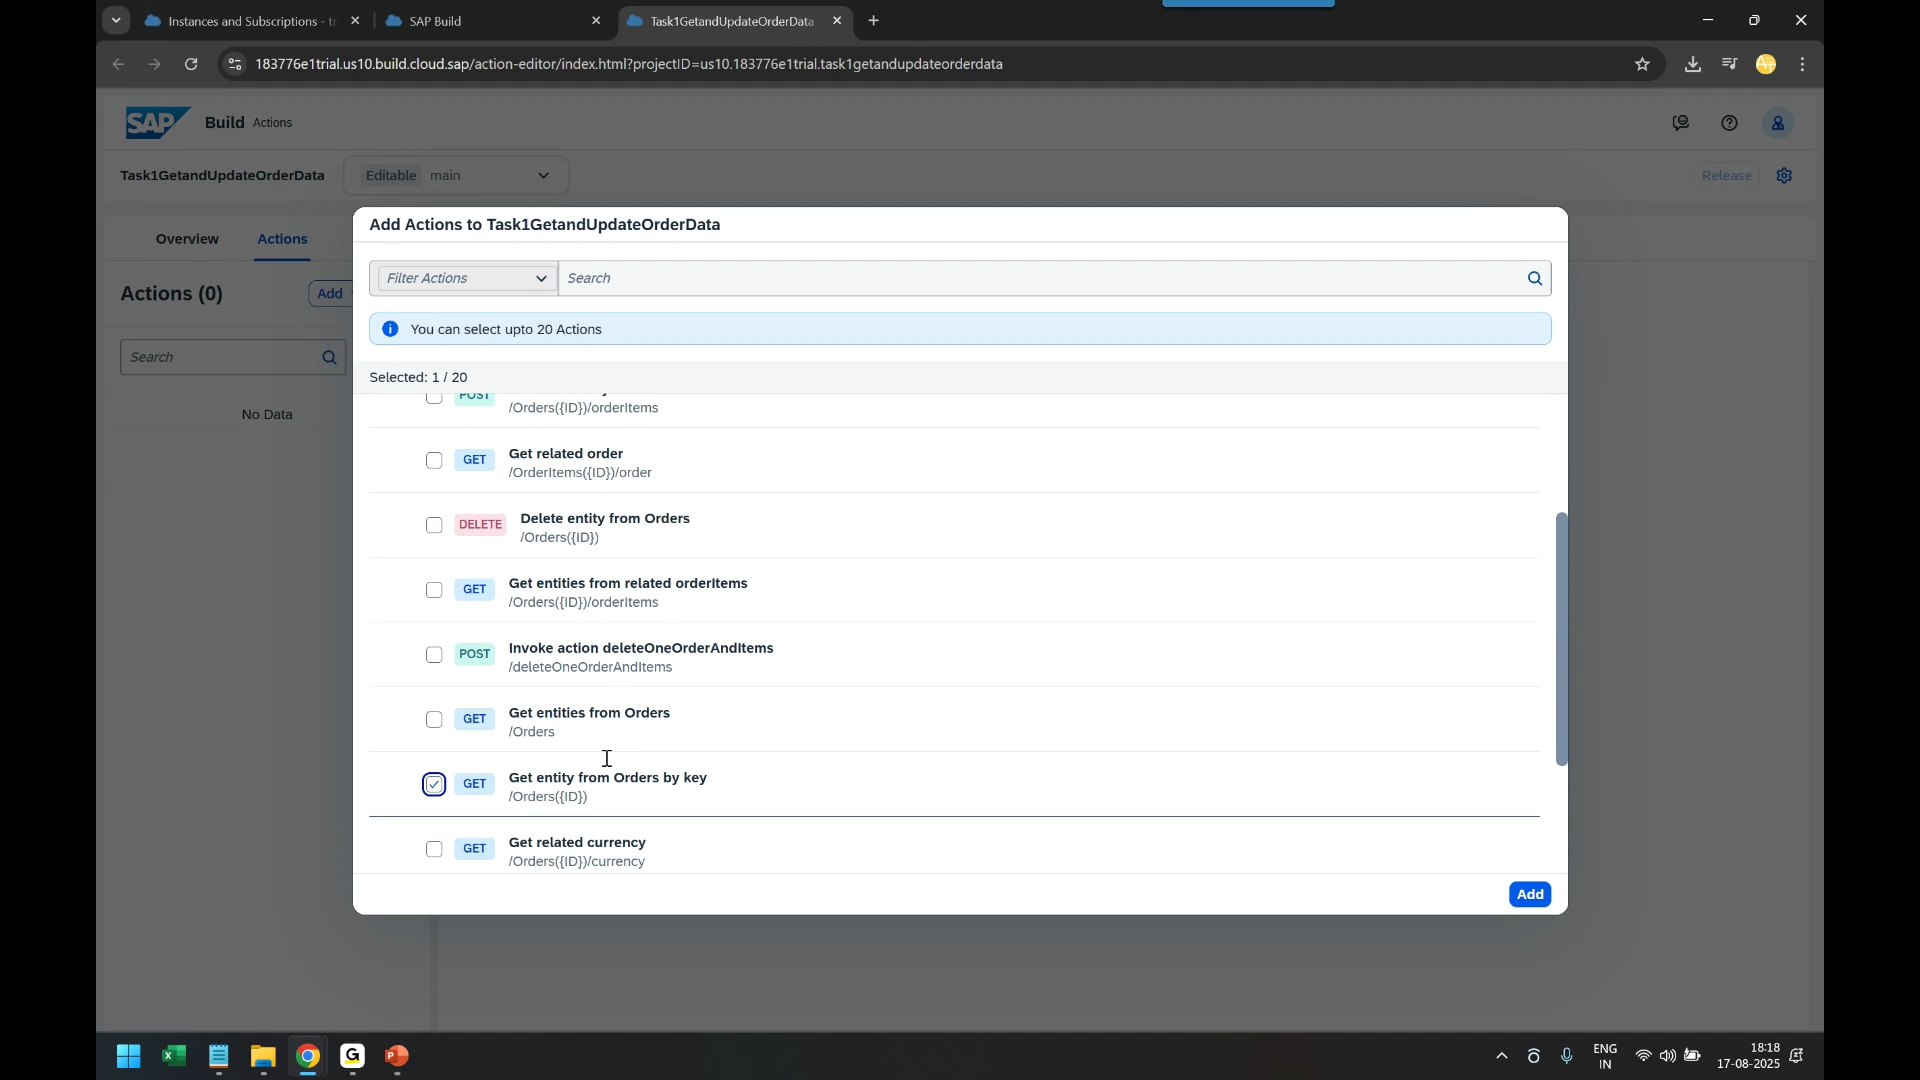 Instances and Subscriptions - tr
SAP Build
Task1GetandUpdateOrderData
183776e1trial.us10.build.cloud.sap/action-editor/index.html?projectID=us10.183776e1trial.task1getandupdateorderdata
SAP Build Actions
Task1GetandUpdateOrderData
Editable main
Release
Overview
Actions
Actions (0)
Add
Search
No Data
Add Actions to Task1GetandUpdateOrderData
Filter Actions
Search
You can select upto 20 Actions
Selected: 1 / 20
POST
/Orders({ID})/orderItems
GET Get related order
/OrderItems({ID})/order
DELETE Delete entity from Orders
/Orders({ID})
GET Get entities from related orderItems
/Orders({ID})/orderItems
POST Invoke action deleteOneOrderAndItems
/deleteOneOrderAndItems
GET Get entities from Orders
/Orders
GET Get entity from Orders by key
/Orders({ID})
GET Get related currency
/Orders({ID})/currency
Add
ENG
IN
18:18
17-08-2025